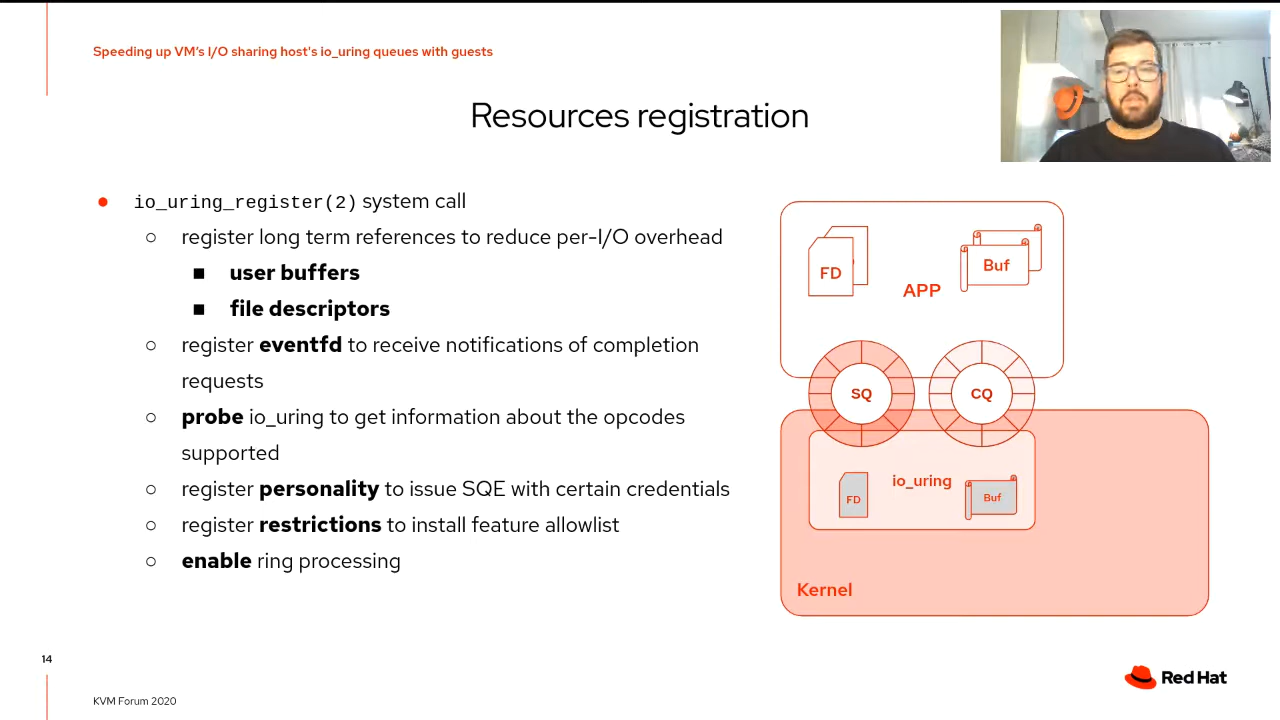 Speeding up VM's I/O sharing host's io_uring queues with guests
Resources registration
● io_uring_register(2) system call
○ register long term references to reduce per-I/O overhead
■ user buffers
■ file descriptors
○ register eventfd to receive notifications of completion
requests
○ probe io_uring to get information about the opcodes
supported
○ register personality to issue SQE with certain credentials
○ register restrictions to install feature allowlist
○ enable ring processing
FD
APP
Buf
SQ
CQ
io_uring
FD
Buf
Kernel
14
KVM Forum 2020
Red Hat